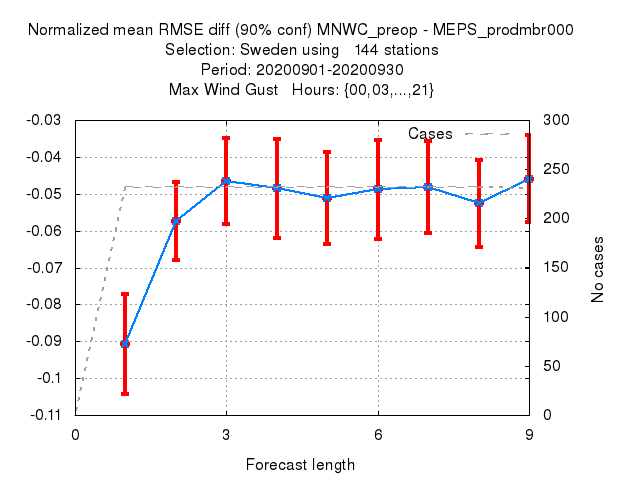 Normalized mean RMSE diff (90% conf) MNWC_preop - MEPS_prodmbr000
Selection: Sweden using   144 stations
Period: 20200901-20200930
Max Wind Gust   Hours: {00,03,...,21}
-0.03
-0.04
-0.05
-0.06
-0.07
-0.08
-0.09
-0.1
-0.11
Cases
300
250
200
150
100
50
0
No cases
0 3 6 9
Forecast length